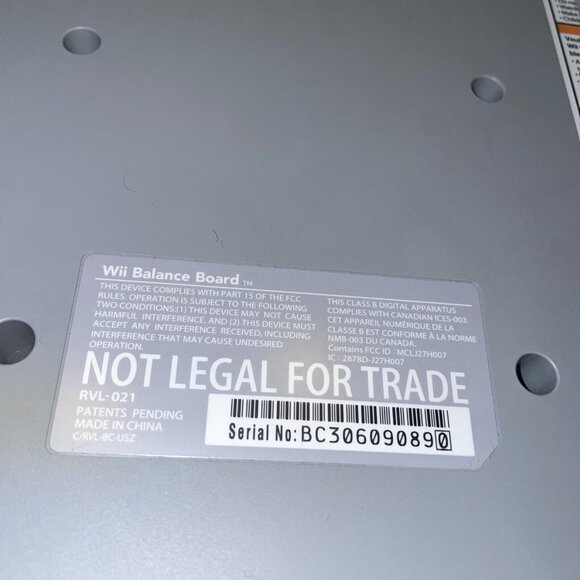 Wii Balance Board ™
THIS DEVICE COMPLIES WITH PART 15 OF THE FCC
RULES. OPERATION IS SUBJECT TO THE FOLLOWING
TWO CONDITIONS:(1) THIS DEVICE MAY NOT CAUSE
HARMFUL INTERFERENCE, AND (2) THIS DEVICE MUST
ACCEPT ANY INTERFERENCE RECEIVED, INCLUDING
INTERFERENCE THAT MAY CAUSE UNDESIRED
OPERATION.
THIS CLASS B DIGITAL APPARATUS
COMPLIES WITH CANADIAN ICES-003.
CET APPAREIL NUMÉRIQUE DE LA
CLASSE B EST CONFORME À LA NORME
NMB-003 DU CANADA.
Contains FCC ID : MCLJ27H007
IC : 2878D-J27H007
NOT LEGAL FOR TRADE
RVL-021
PATENTS PENDING
MADE IN CHINA
C/RVL-BC-USZ
Serial No:BC306090890